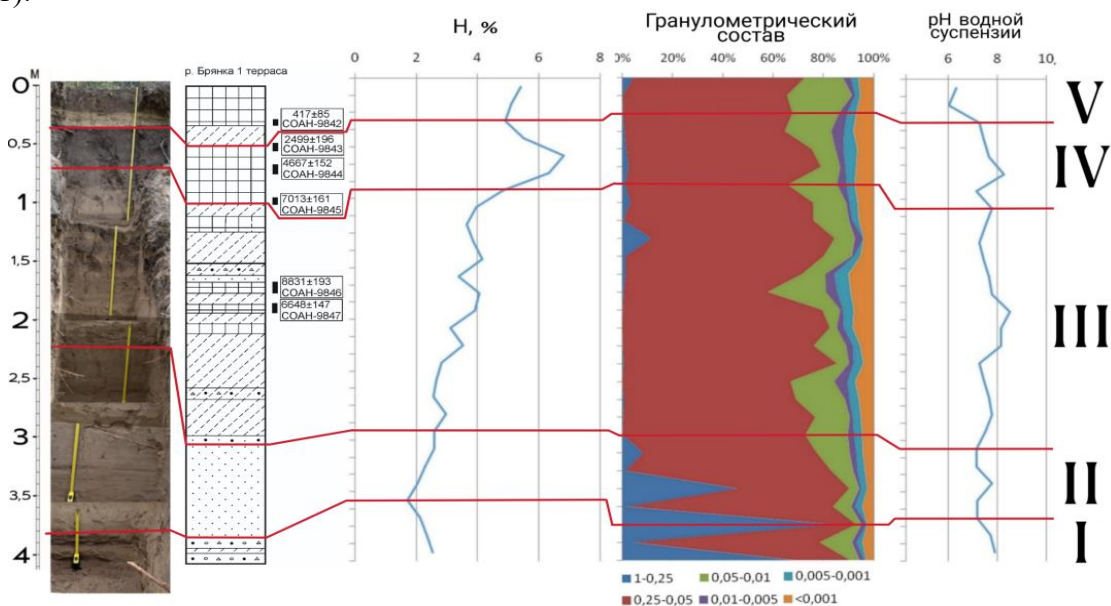 1).
H, %
Гранулометрический
состав
pH водной
суспензии
0 2 4 6 8
0% 20% 40% 60% 80% 100%
4 6 8 10,
м
р. Брянка 1 терраса
0
0,5
1
1,5
2
2,5
3
3,5
4
417±85
СОАН-9842
2499±196
СОАН-9843
4667±152
СОАН-9844
7013±161
СОАН-9845
8831±193
СОАН-9846
6648±147
СОАН-9847
V
IV
III
II
I
1-0,25 0,05-0,01 0,005-0,001
0,25-0,05 0,01-0,005 <0,001